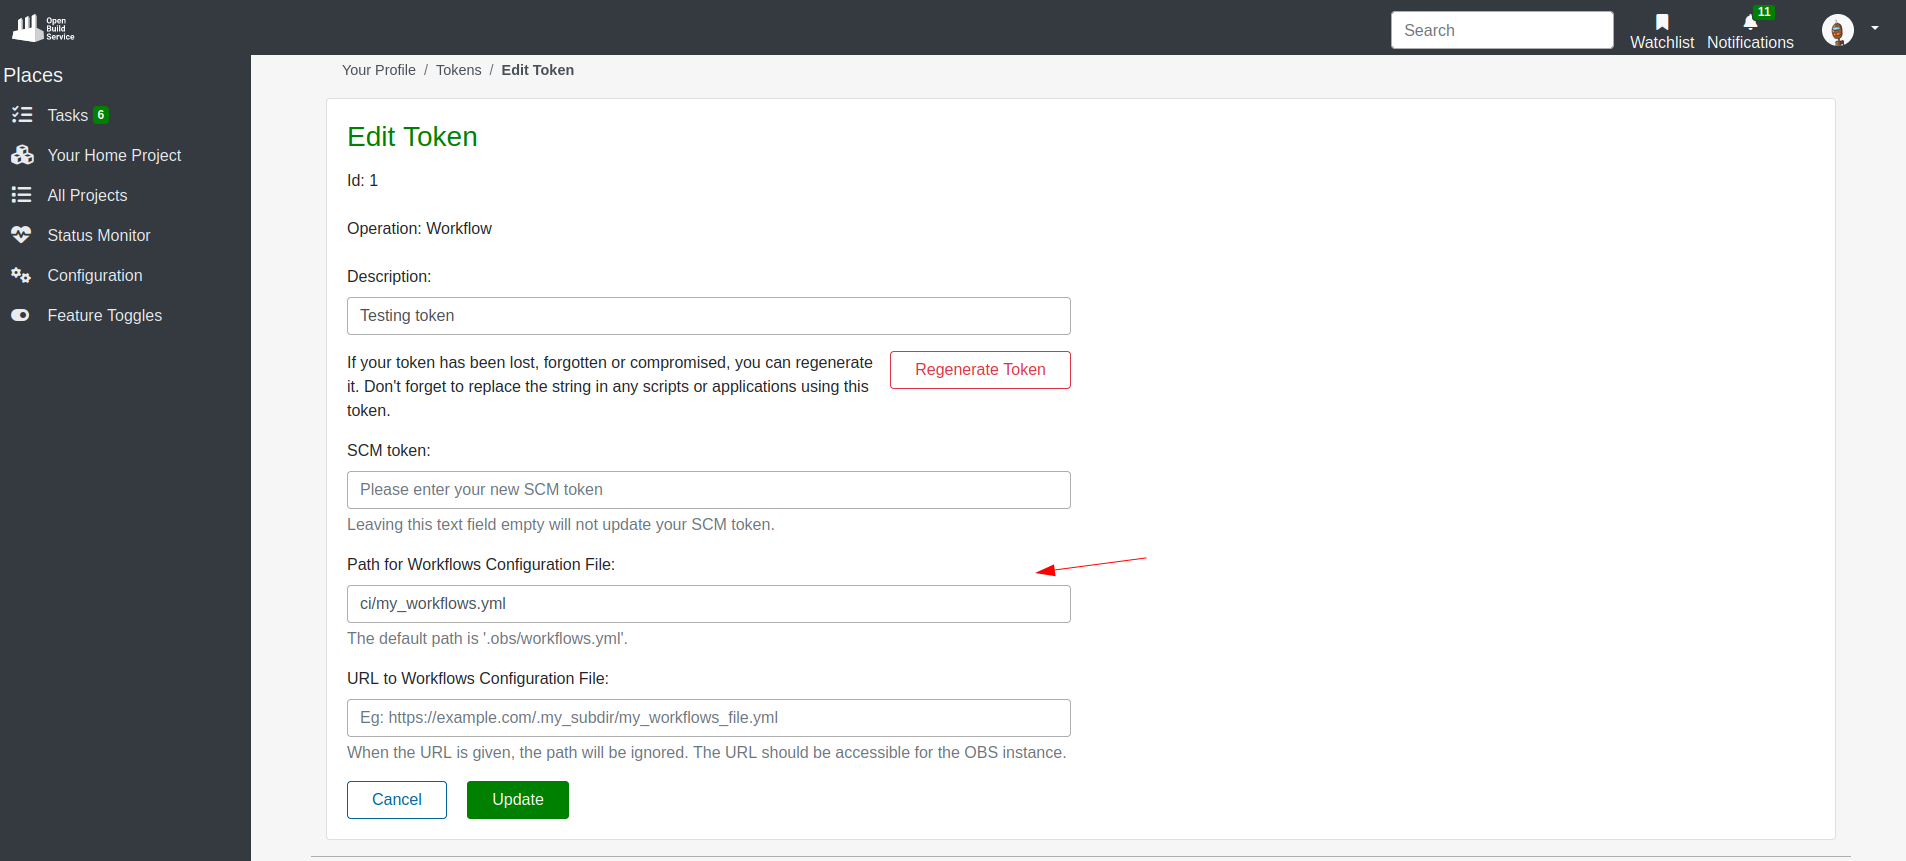 Open
Build
Service
Search
Watchlist
11
Notifications
Places
Tasks 6
Your Home Project
All Projects
Status Monitor
Configuration
Feature Toggles
Your Profile / Tokens / Edit Token
Edit Token
Id: 1
Operation: Workflow
Description:
Testing token
If your token has been lost, forgotten or compromised, you can regenerate
it. Don't forget to replace the string in any scripts or applications using this
token.
Regenerate Token
SCM token:
Please enter your new SCM token
Leaving this text field empty will not update your SCM token.
Path for Workflows Configuration File:
ci/my_workflows.yml
The default path is '.obs/workflows.yml'.
URL to Workflows Configuration File:
Eg: https://example.com/.my_subdir/my_workflows_file.yml
When the URL is given, the path will be ignored. The URL should be accessible for the OBS instance.
Cancel
Update